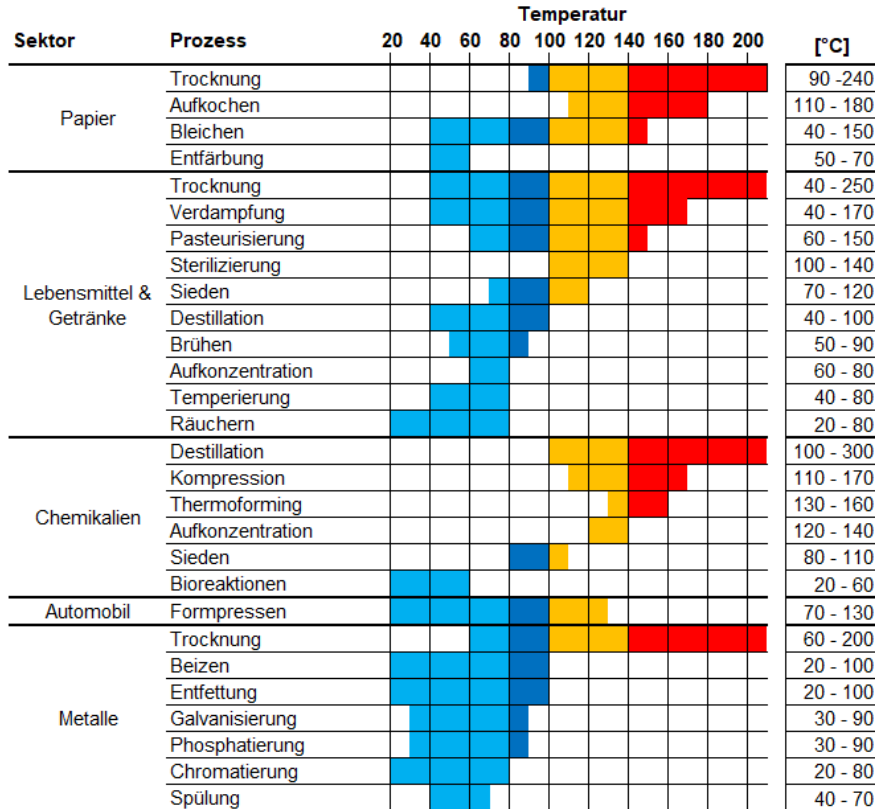 Temperatur
Sektor Prozess 20 40 60 80 100 120 140 160 180 200 [°C]
Papier
Trocknung 90 -240
Aufkochen 110 - 180
Bleichen 40 - 150
Entfärbung 50 - 70
Lebensmittel &
Getränke
Trocknung 40 - 250
Verdampfung 40 - 170
Pasteurisierung 60 - 150
Sterilizierung 100 - 140
Sieden 70 - 120
Destillation 40 - 100
Brühen 50 - 90
Aufkonzentration 60 - 80
Temperierung 40 - 80
Räuchern 20 - 80
Chemikalien
Destillation 100 - 300
Kompression 110 - 170
Thermoforming 130 - 160
Aufkonzentration 120 - 140
Sieden 80 - 110
Bioreaktionen 20 - 60
Automobil Formpressen 70 - 130
Metalle
Trocknung 60 - 200
Beizen 20 - 100
Entfettung 20 - 100
Galvanisierung 30 - 90
Phosphatierung 30 - 90
Chromatierung 20 - 80
Spülung 40 - 70